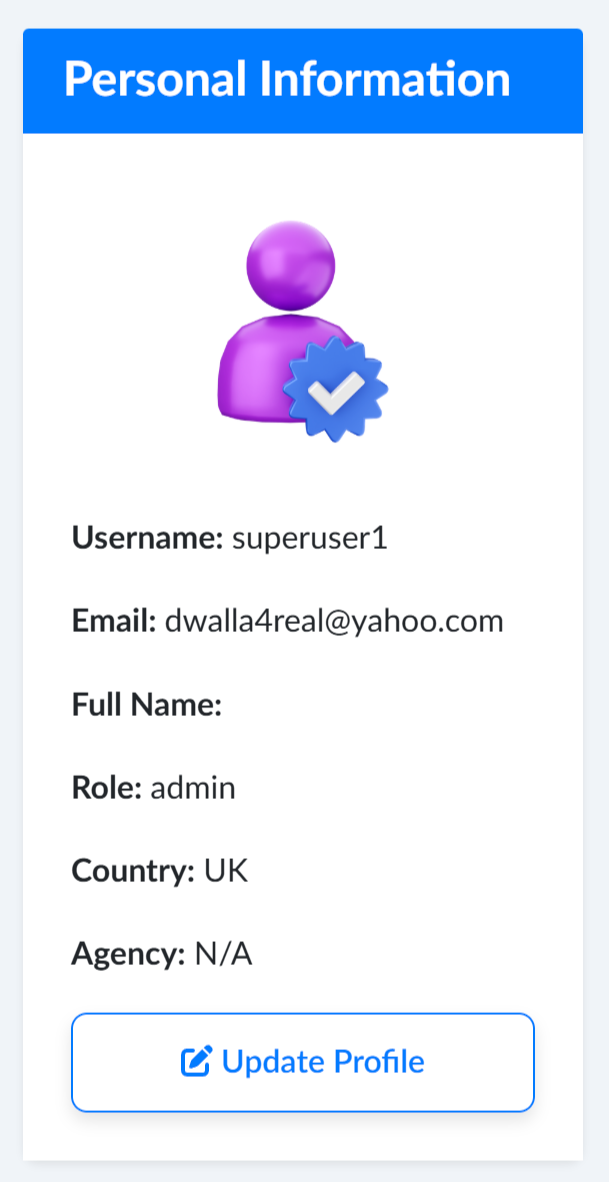 Personal Information
Username: superuser1
Email: dwalla4real@yahoo.com
Full Name:
Role: admin
Country: UK
Agency: N/A
Update Profile